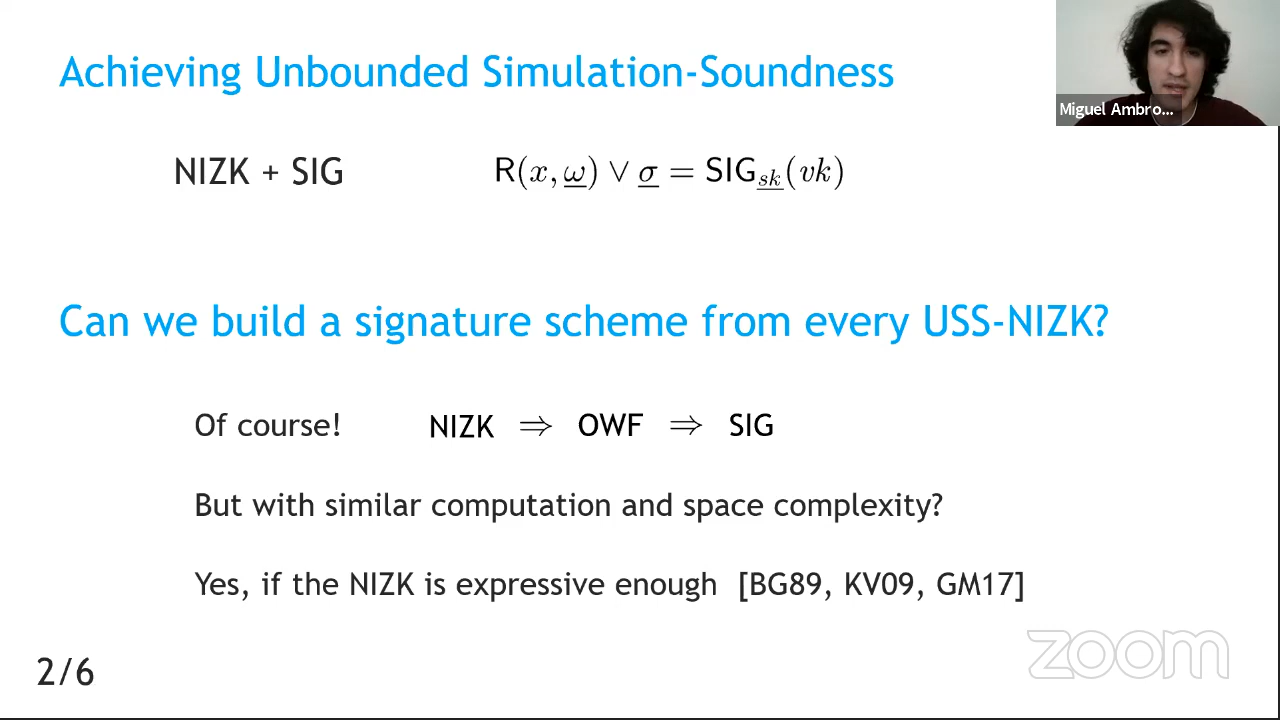 Achieving Unbounded Simulation-Soundness
Miguel Ambro...
NIZK + SIG
R(x, ω) ∨ σ = SIG_sk(vk)
Can we build a signature scheme from every USS-NIZK?
Of course! NIZK ⇒ OWF ⇒ SIG
But with similar computation and space complexity?
Yes, if the NIZK is expressive enough [BG89, KV09, GM17]
zoom
2/6